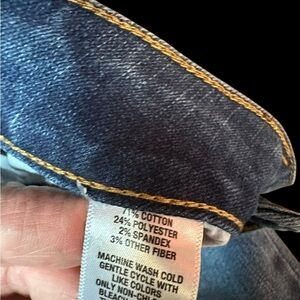 71% COTTON
24% POLYESTER
2% SPANDEX
3% OTHER FIBER
MACHINE WASH COLD
GENTLE CYCLE WITH
LIKE COLORS
ONLY NON-